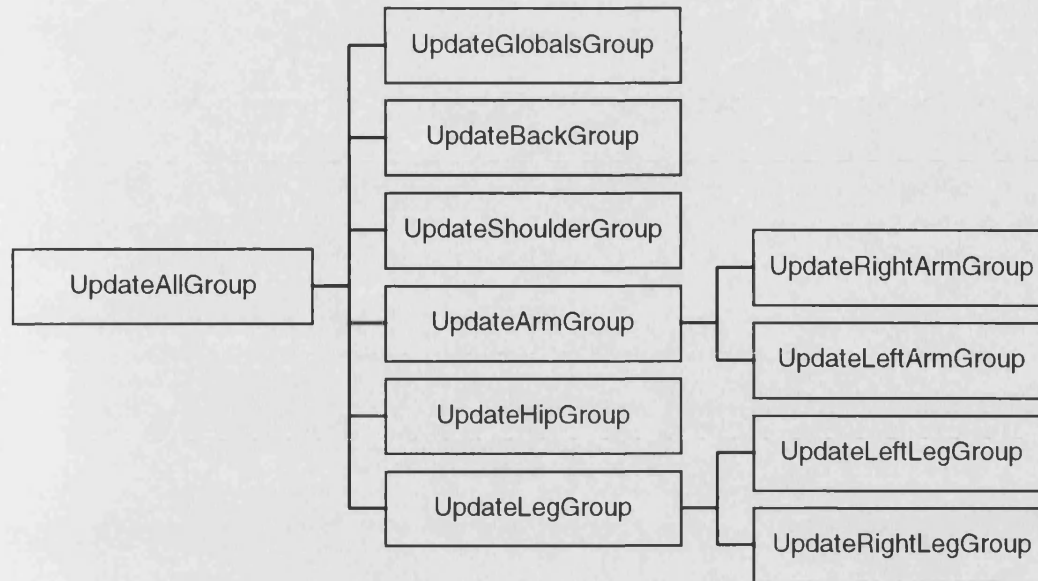 UpdateGlobalsGroup
UpdateBackGroup
UpdateShoulderGroup
UpdateAllGroup
UpdateRightArmGroup
UpdateArmGroup
UpdateLeftArmGroup
UpdateHipGroup
UpdateLeftLegGroup
UpdateLegGroup
UpdateRightLegGroup